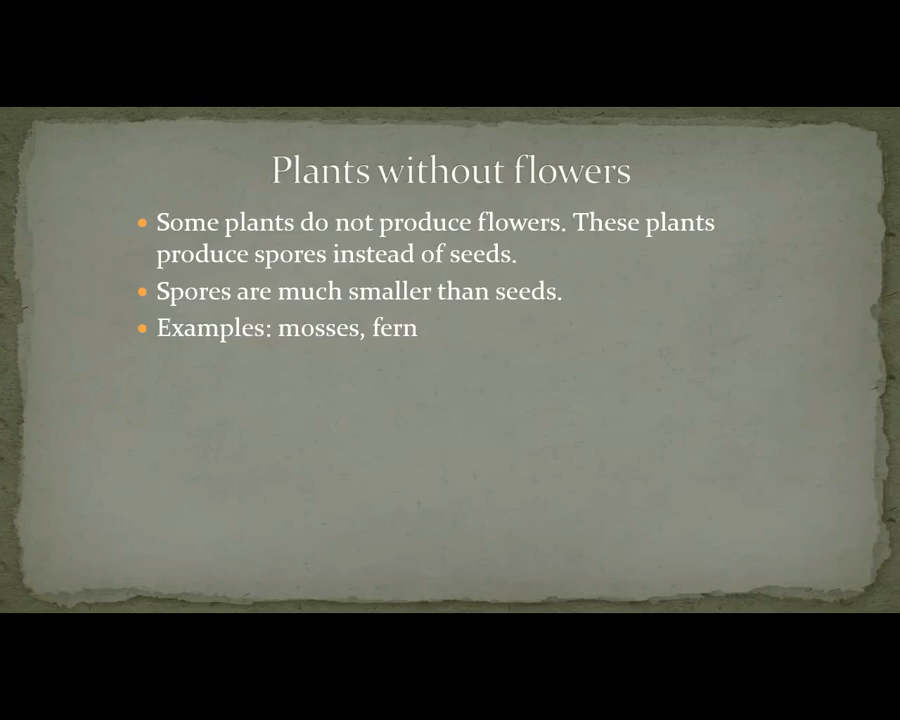 Plants without flowers
• Some plants do not produce flowers. These plants
produce spores instead of seeds.
• Spores are much smaller than seeds.
• Examples: mosses, fern